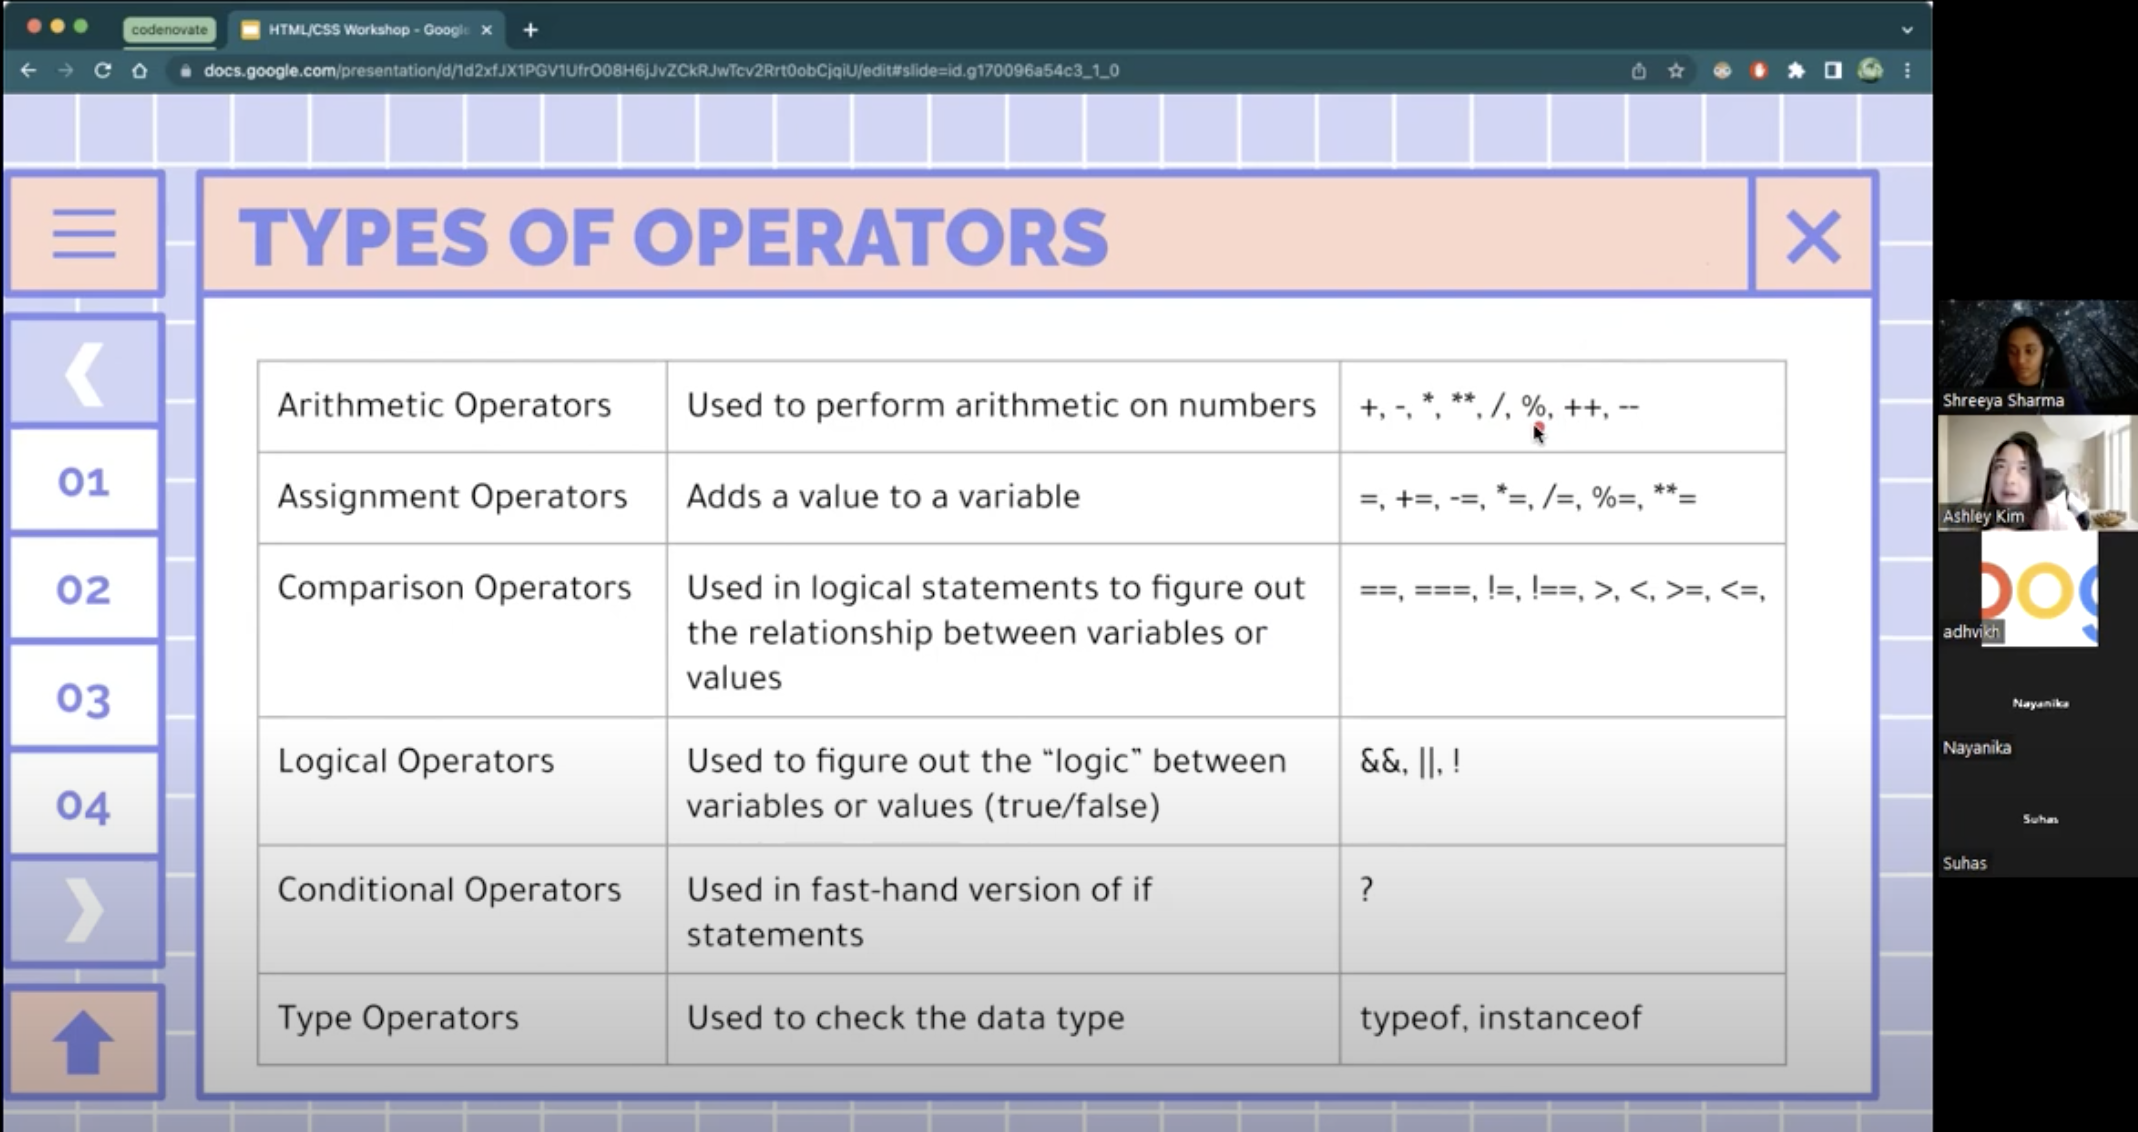 codenovate
HTML/CSS Workshop - Googl
docs.google.com/presentation/d/1d2xfJX1PGV1UfrO08H6jJvZCkRJwTcv2Rrt0obCjqiU/edit#slide=id.g170096a54c3_1_0
TYPES OF OPERATORS
01
02
03
04
Arithmetic Operators
Used to perform arithmetic on numbers
+, -, *, **, /, %, ++, --
Assignment Operators
Adds a value to a variable
=, +=, -=, *=, /=, %=, **=
Comparison Operators
Used in logical statements to figure out
the relationship between variables or
values
==, ===, !=, !==, >, <, >=, <=,
Logical Operators
Used to figure out the “logic” between
variables or values (true/false)
&&, ||, !
Conditional Operators
Used in fast-hand version of if
statements
?
Type Operators
Used to check the data type
typeof, instanceof
Shreeya Sharma
Ashley Kim
adhvikh
Nayanika
Nayanika
Suhas
Suhas